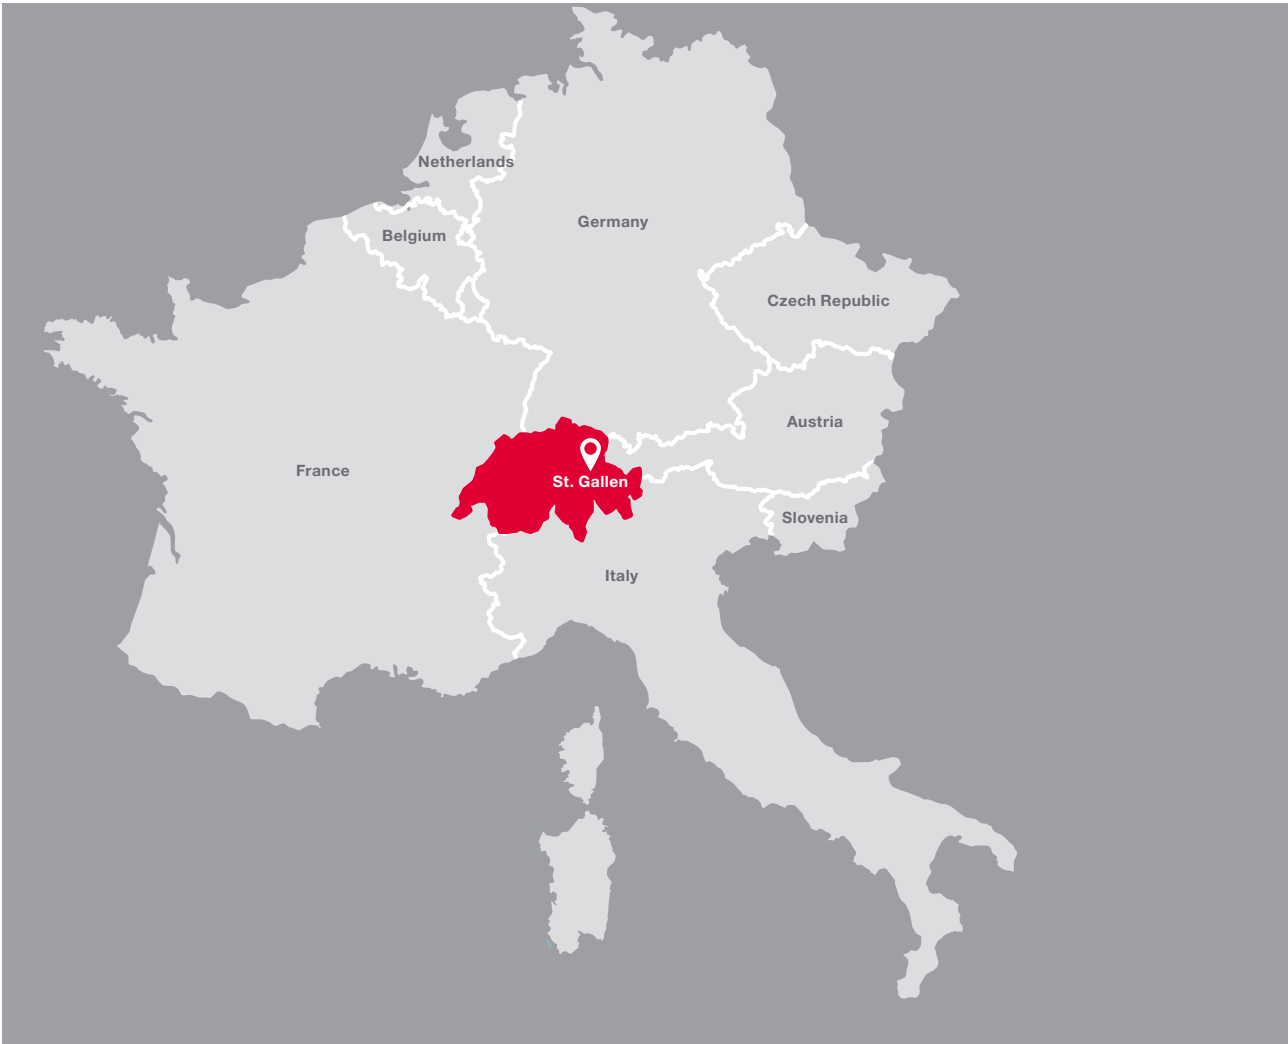 Netherlands
Germany
Belgium
Czech Republic
Austria
France
St. Gallen
Slovenia
Italy